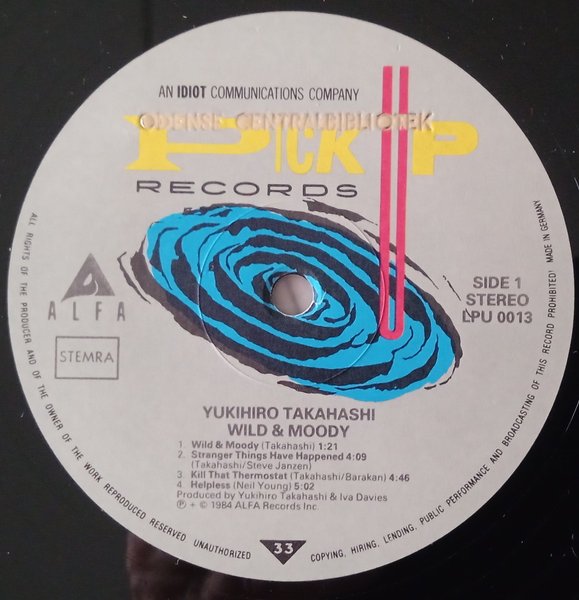 AN IDIOT COMMUNICATIONS COMPANY
ODENSE CENTRALBIBLIOTEK
PICK UP
RECORDS
ALFA
STEMRA
SIDE 1
STEREO
LPU 0013
YUKIHIRO TAKAHASHI
WILD & MOODY
1. Wild & Moody (Takahashi) 1:21
2. Stranger Things Have Happened 4:09
(Takahashi/Steve Janzen)
3. Kill That Thermostat (Takahashi/Barakan) 4:46
4. Helpless (Neil Young) 5:02
Produced by Yukihiro Takahashi & Iva Davies
℗ + © 1984 ALFA Records Inc.
33
ALL RIGHTS OF THE PRODUCER AND OF THE OWNER OF THE WORK REPRODUCED RESERVED UNAUTHORIZED COPYING, HIRING, LENDING, PUBLIC PERFORMANCE AND BROADCASTING OF THIS RECORD PROHIBITED! MADE IN GERMANY